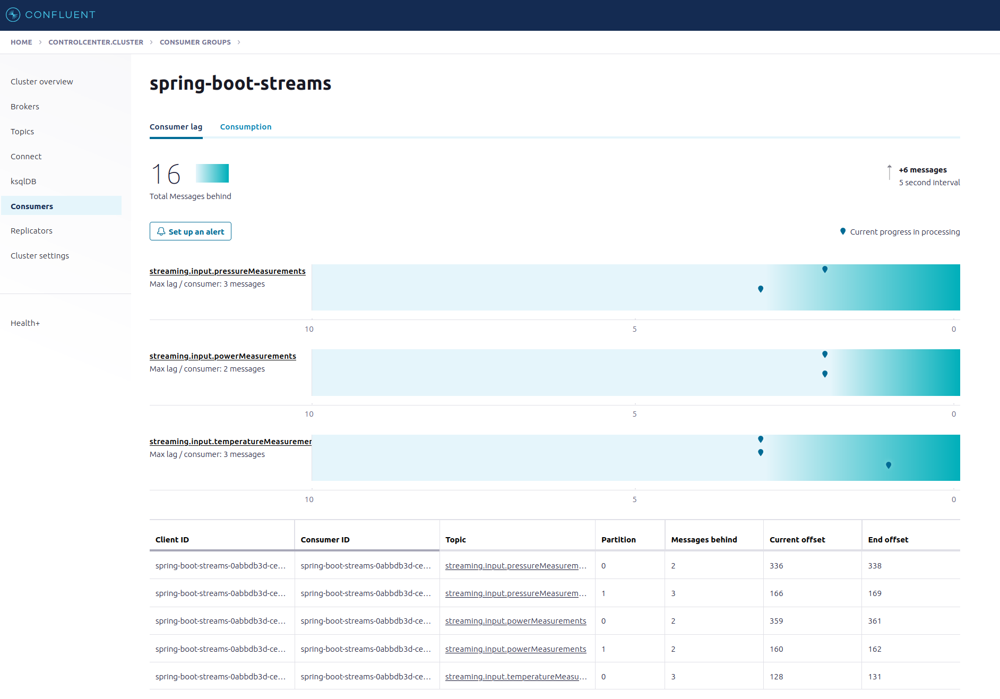 CONFLUENT
HOME > CONTROLCENTER.CLUSTER > CONSUMER GROUPS >
Cluster overview
Brokers
Topics
Connect
ksqlDB
Consumers
Replicators
Cluster settings
Health+
spring-boot-streams
Consumer lag Consumption
16
Total Messages behind
+6 messages
5 second interval
Set up an alert
Current progress in processing
streaming.input.pressureMeasurements
Max lag / consumer: 3 messages
10 5 0
streaming.input.powerMeasurements
Max lag / consumer: 2 messages
10 5 0
streaming.input.temperatureMeasuremen
Max lag / consumer: 3 messages
10 5 0
Client ID Consumer ID Topic Partition Messages behind Current offset End offset
spring-boot-streams-0abbdb3d-ce... spring-boot-streams-0abbdb3d-ce... streaming.input.pressureMeasurem... 0 2 336 338
spring-boot-streams-0abbdb3d-ce... spring-boot-streams-0abbdb3d-ce... streaming.input.pressureMeasurem... 1 3 166 169
spring-boot-streams-0abbdb3d-ce... spring-boot-streams-0abbdb3d-ce... streaming.input.powerMeasurements 0 2 359 361
spring-boot-streams-0abbdb3d-ce... spring-boot-streams-0abbdb3d-ce... streaming.input.powerMeasurements 1 2 160 162
spring-boot-streams-0abbdb3d-ce... spring-boot-streams-0abbdb3d-ce... streaming.input.temperatureMeasu... 0 3 128 131